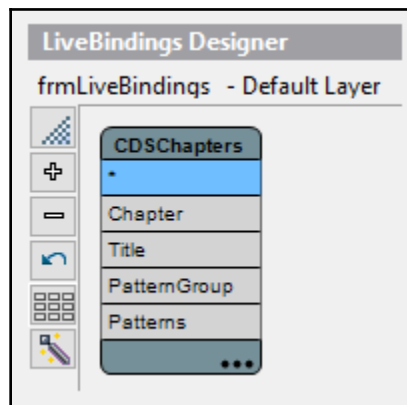 LiveBindings Designer
frmLiveBindings - Default Layer
CDSChapters
*
Chapter
Title
PatternGroup
Patterns
•••